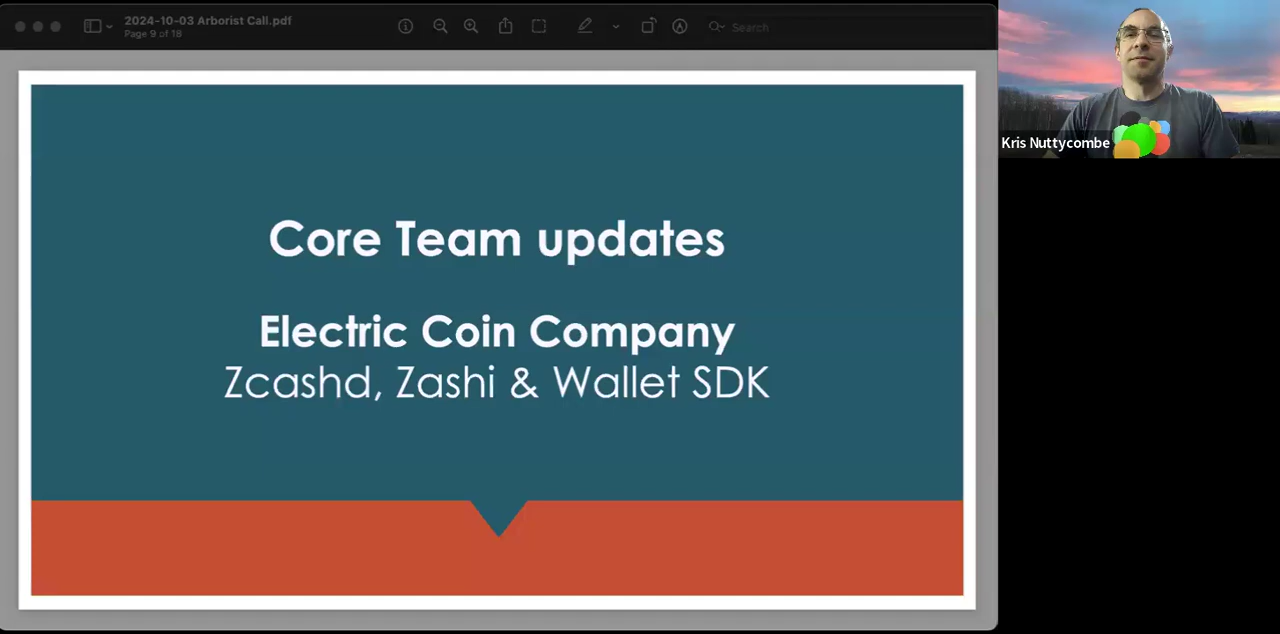 2024-10-03 Arborist Call.pdf
Page 9 of 18
Search
Core Team updates
Electric Coin Company
Zcashd, Zashi & Wallet SDK
Kris Nuttycombe